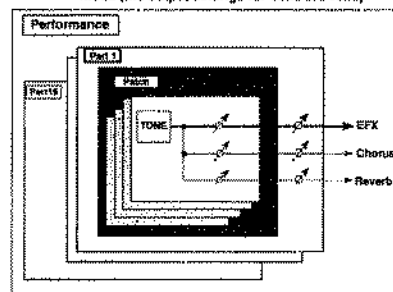 Performance
Part 1
Part16
Patch
TONE
EFX
Chorus
Reverb